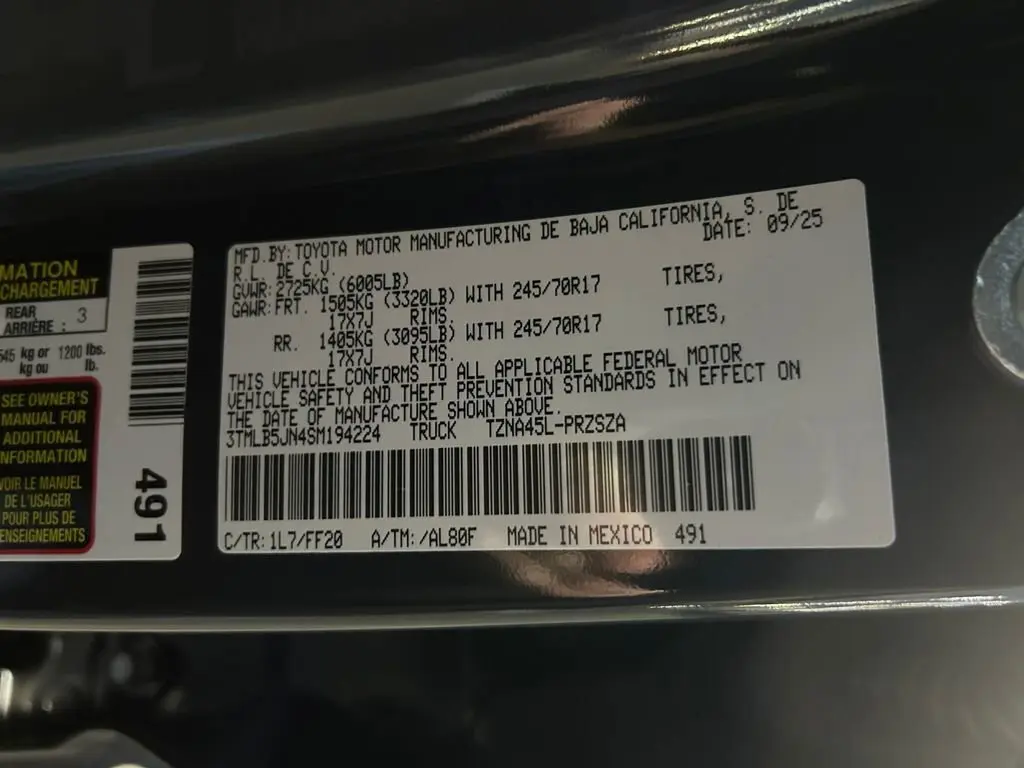 MATION
CHARGEMENT
REAR
ARRIÈRE : 3
545 kg or 1200 lbs.
kg ou lb.
SEE OWNER'S
MANUAL FOR
ADDITIONAL
INFORMATION
VOIR LE MANUEL
DE L'USAGER
POUR PLUS DE
RENSEIGNEMENTS
491
MFD.BY:TOYOTA MOTOR MANUFACTURING DE BAJA CALIFORNIA, S. DE
R.L. DE C.V. DATE: 09/25
GVWR:2725KG (6005LB)
GAWR:FRT. 1505KG (3320LB) WITH 245/70R17 TIRES,
17X7J RIMS.
RR. 1405KG (3095LB) WITH 245/70R17 TIRES,
17X7J RIMS.
THIS VEHICLE CONFORMS TO ALL APPLICABLE FEDERAL MOTOR
VEHICLE SAFETY AND THEFT PREVENTION STANDARDS IN EFFECT ON
THE DATE OF MANUFACTURE SHOWN ABOVE.
3TMLB5JN4SM194224 TRUCK TZNA45L-PRZSZA
C/TR:1L7/FF20 A/TM:/AL80F MADE IN MEXICO 491